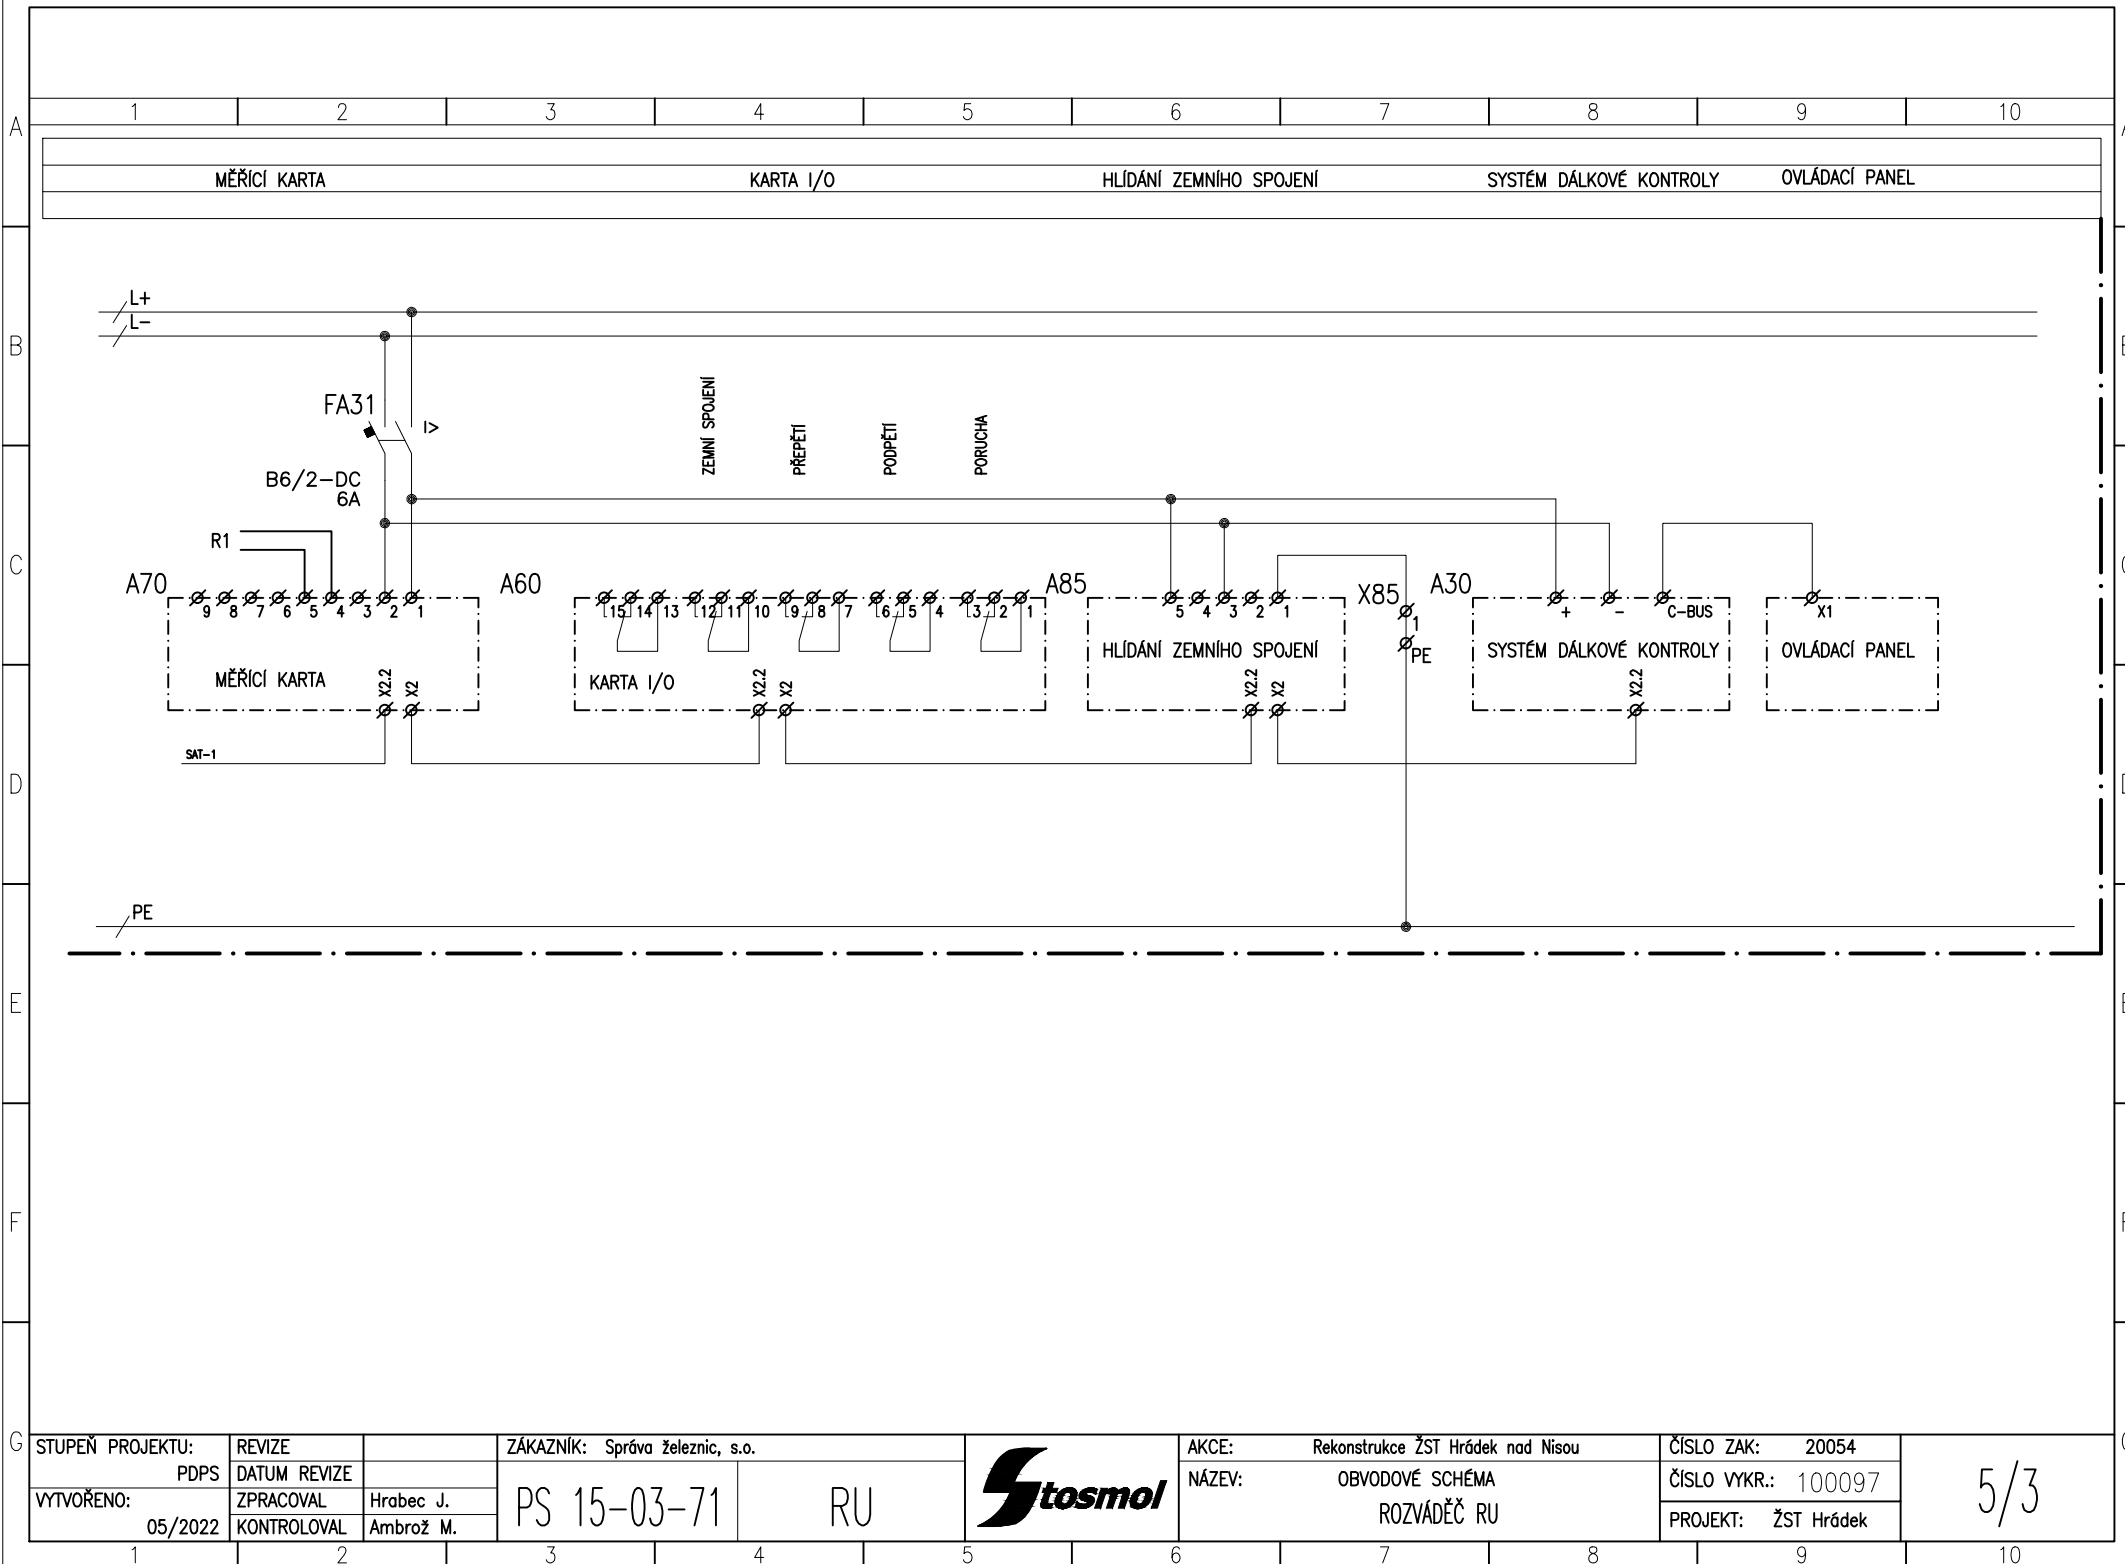 1 2 3 4 5 6 7 8 9 10
A
MĚŘÍCÍ KARTA KARTA I/O HLÍDÁNÍ ZEMNÍHO SPOJENÍ SYSTÉM DÁLKOVÉ KONTROLY OVLÁDACÍ PANEL
L+
L-
B
FA31
I>
ZEMNÍ SPOJENÍ
PŘEPĚTÍ
PODPĚTÍ
PORUCHA
B6/2-DC
6A
R1
C
A70 A60 A85 X85 A30
9 8 7 6 5 4 3 2 1
15 14 13 12 11 10 9 8 7 6 5 4 3 2 1
5 4 3 2 1
1
PE
+ - C-BUS
X1
MĚŘÍCÍ KARTA
KARTA I/O
HLÍDÁNÍ ZEMNÍHO SPOJENÍ
SYSTÉM DÁLKOVÉ KONTROLY
OVLÁDACÍ PANEL
X2.2 X2 X2.2 X2 X2.2 X2 X2.2
SAT-1
D
PE
E
F
G
STUPEŇ PROJEKTU:
PDPS
VYTVOŘENO:
05/2022
REVIZE
DATUM REVIZE
ZPRACOVAL Hrabec J.
KONTROLOVAL Ambrož M.
ZÁKAZNÍK: Správa železnic, s.o.
PS 15-03-71 RU
Stosmol
AKCE: Rekonstrukce ŽST Hrádek nad Nisou
NÁZEV: OBVODOVÉ SCHÉMA
ROZVÁDĚČ RU
ČÍSLO ZAK: 20054
ČÍSLO VYKR.: 100097
PROJEKT: ŽST Hrádek
5/3
1 2 3 4 5 6 7 8 9 10